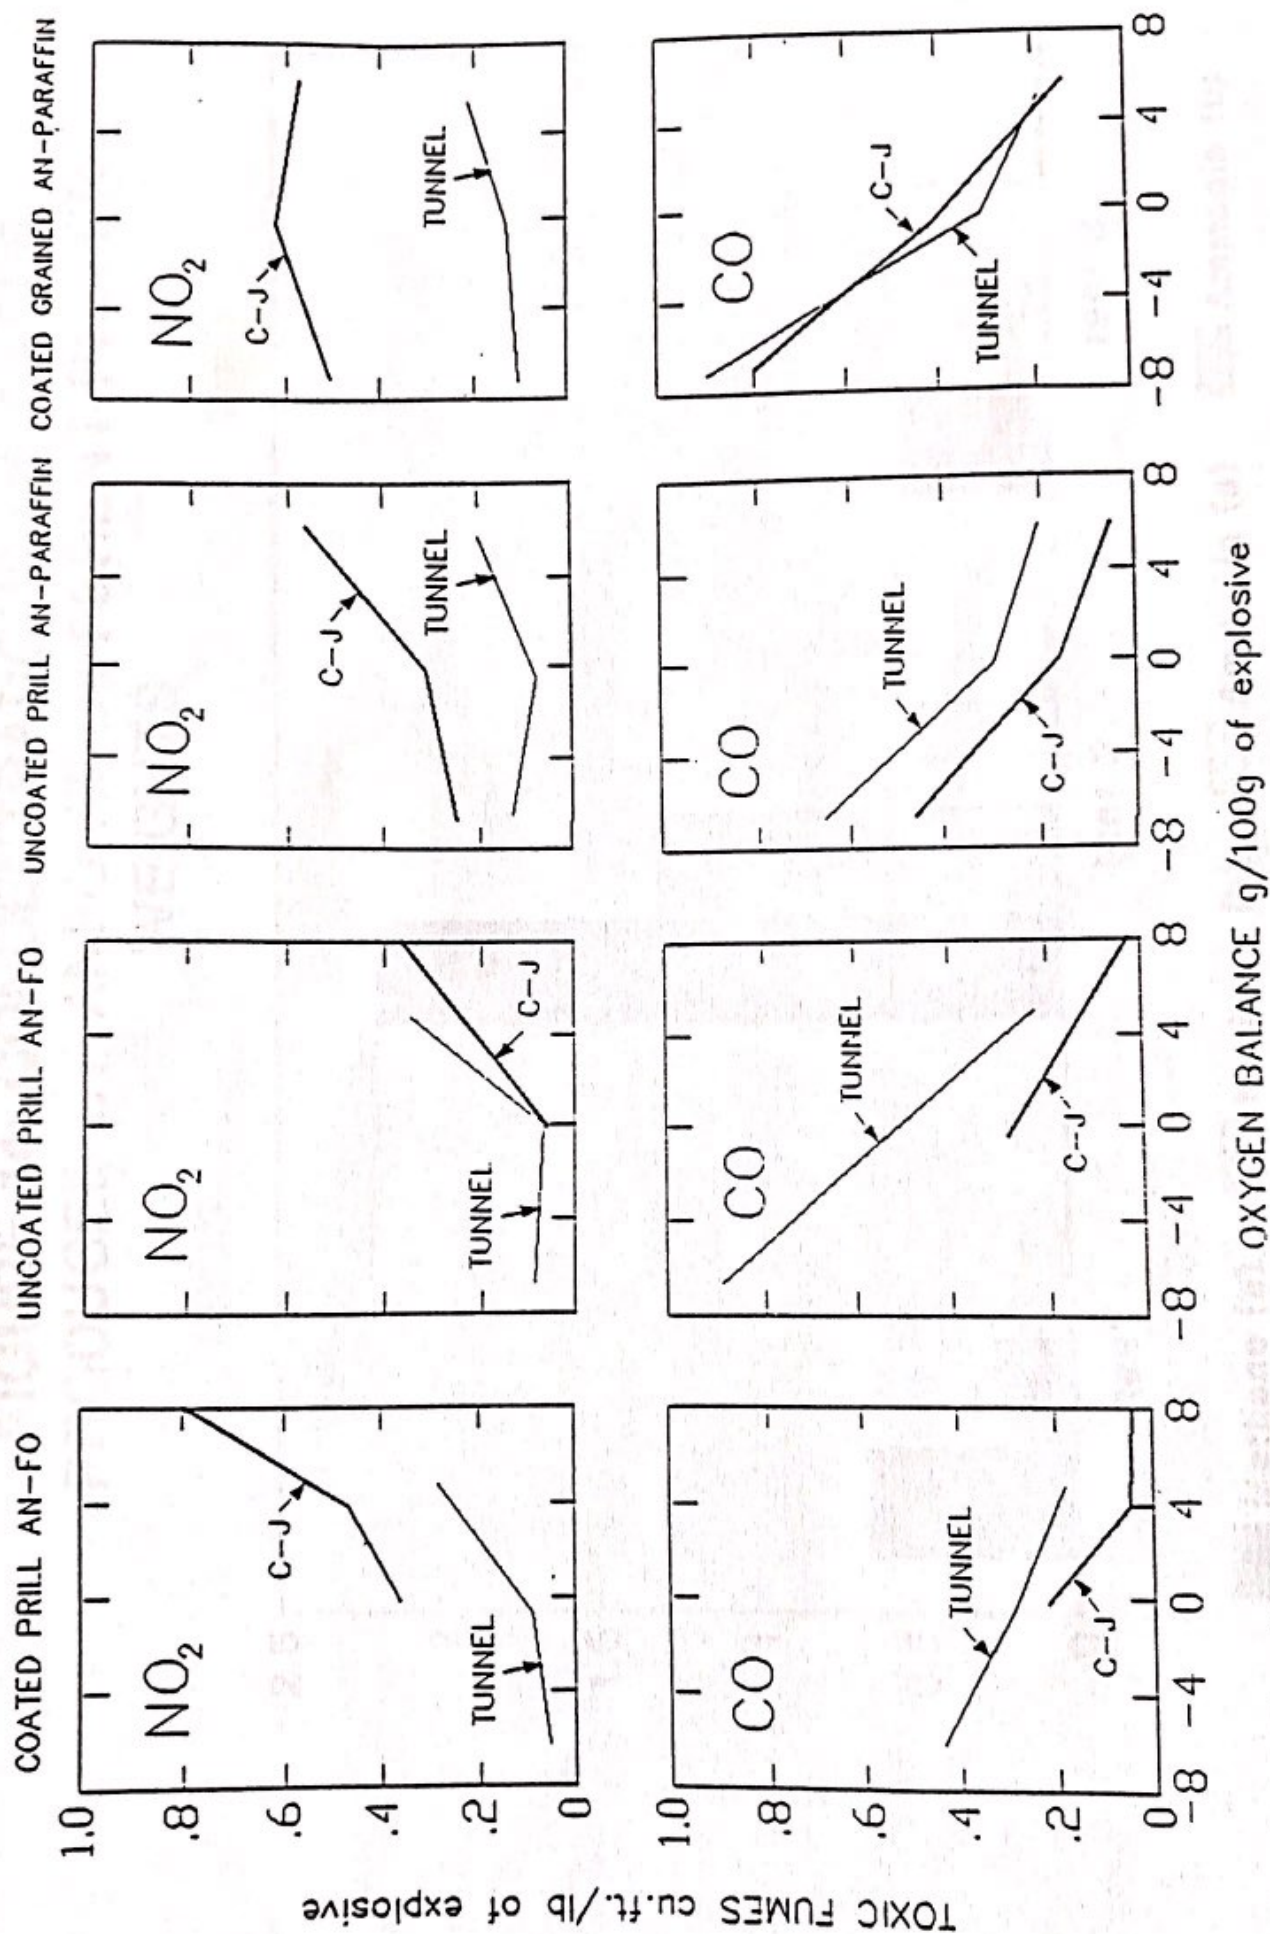 COATED PRILL AN-FO UNCOATED PRILL AN-FO UNCOATED PRILL AN-PARAFFIN COATED GRAINED AN-PARAFFIN
TOXIC FUMES cu.ft./lb of explosive
1.0
.8
.6
.4
.2
0
NO2
C-J
TUNNEL
NO2
TUNNEL
C-J
NO2
C-J
TUNNEL
NO2
C-J
TUNNEL
1.0
.8
.6
.4
.2
0
CO
TUNNEL
C-J
CO
TUNNEL
C-J
CO
TUNNEL
C-J
CO
C-J
TUNNEL
-8 -4 0 4 8 -8 -4 0 4 8 -8 -4 0 4 8 -8 -4 0 4 8
OXYGEN BALANCE g/100g of explosive